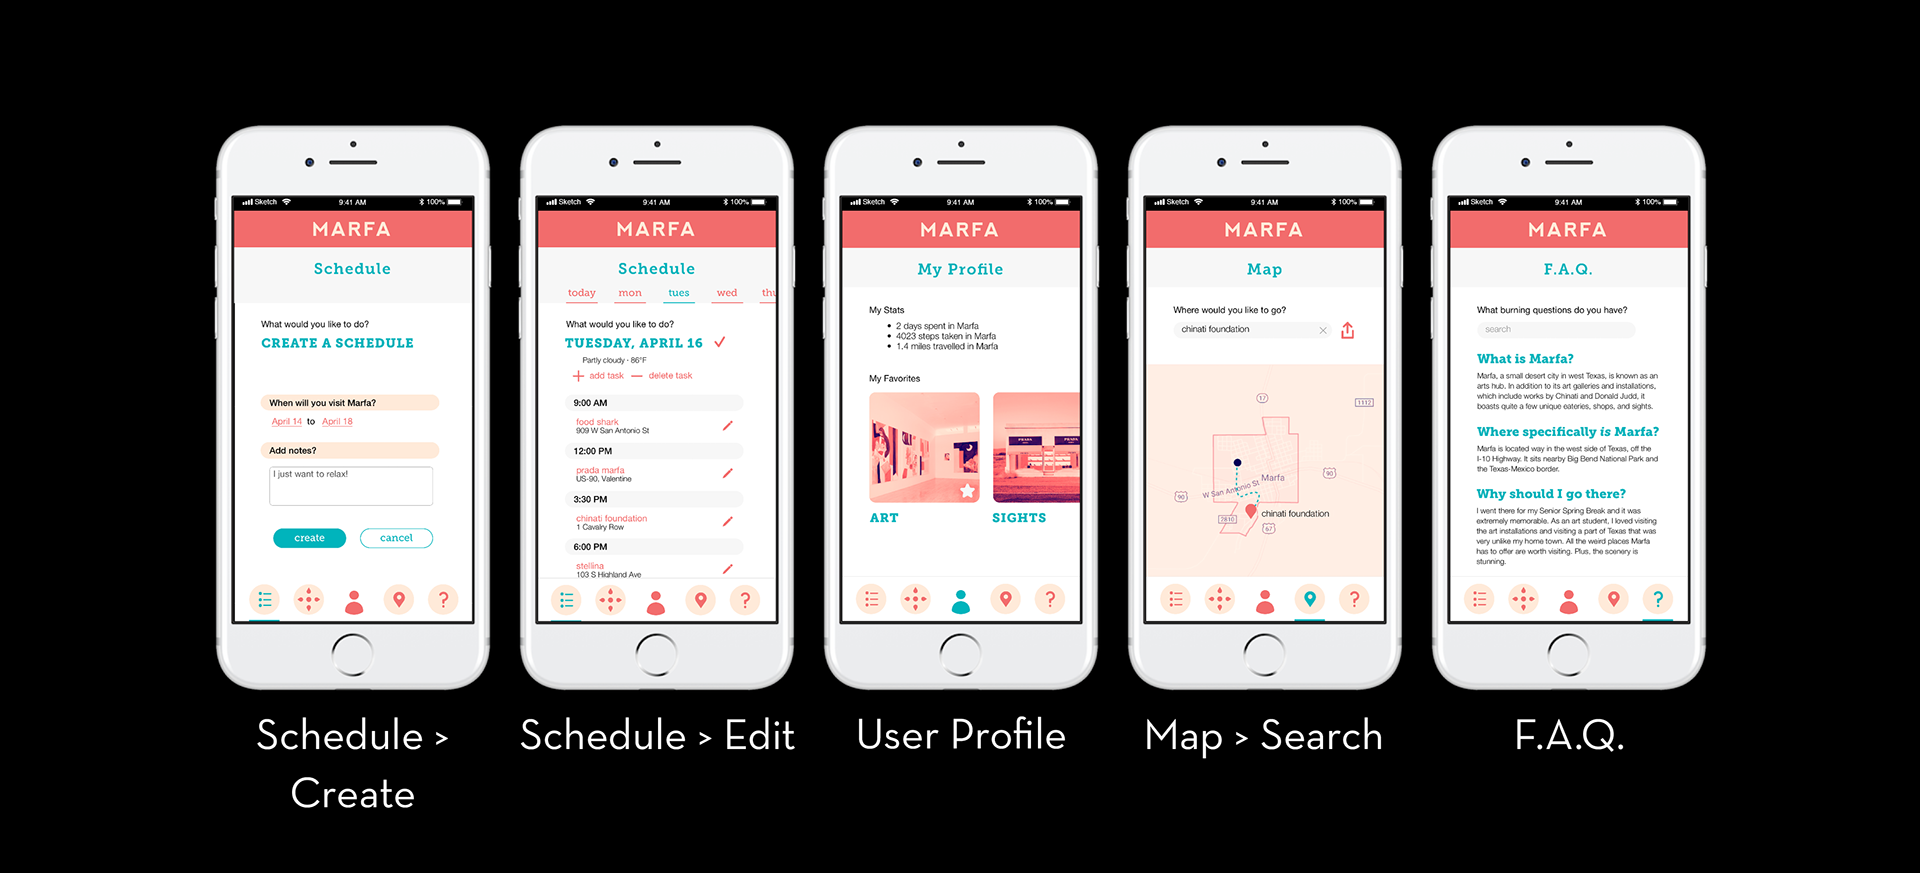 Sketch 9:41 AM 100%
MARFA
Schedule
What would you like to do?
CREATE A SCHEDULE
When will you visit Marfa?
April 14 to April 18
Add notes?
I just want to relax!
create cancel
?
Schedule >
Create
Sketch 9:41 AM 100%
MARFA
Schedule
today mon tues wed thu
What would you like to do?
TUESDAY, APRIL 16
Partly cloudy - 86°F
+ add task — delete task
9:00 AM
food shark
909 W San Antonio St
12:00 PM
prada marfa
US-90, Valentine
3:30 PM
chinati foundation
1 Cavalry Row
6:00 PM
stellina
103 S Highland Ave
?
Schedule > Edit
Sketch 9:41 AM 100%
MARFA
My Profile
My Stats
• 2 days spent in Marfa
• 4023 steps taken in Marfa
• 1.4 miles travelled in Marfa
My Favorites
PRADA PRADA
ART SIGHTS
?
User Profile
Sketch 9:41 AM 100%
MARFA
Map
Where would you like to go?
chinati foundation
17
1112
90
Marfa
W San Antonio St
90
chinati foundation
2810
67
?
Map > Search
Sketch 9:41 AM 100%
MARFA
F.A.Q.
What burning questions do you have?
search
What is Marfa?
Marfa, a small desert city in west Texas, is known as an
arts hub. In addition to its art galleries and installations,
which include works by Chinati and Donald Judd, it
boasts quite a few unique eateries, shops, and sights.
Where specifically is Marfa?
Marfa is located way in the west side of Texas, off the
I-10 Highway. It sits nearby Big Bend National Park and
the Texas-Mexico border.
Why should I go there?
I went there for my Senior Spring Break and it was
extremely memorable. As an art student, I loved visiting
the art installations and visiting a part of Texas that was
very unlike my home town. All the weird places Marfa
has to offer are worth visiting. Plus, the scenery is
stunning.
?
F.A.Q.